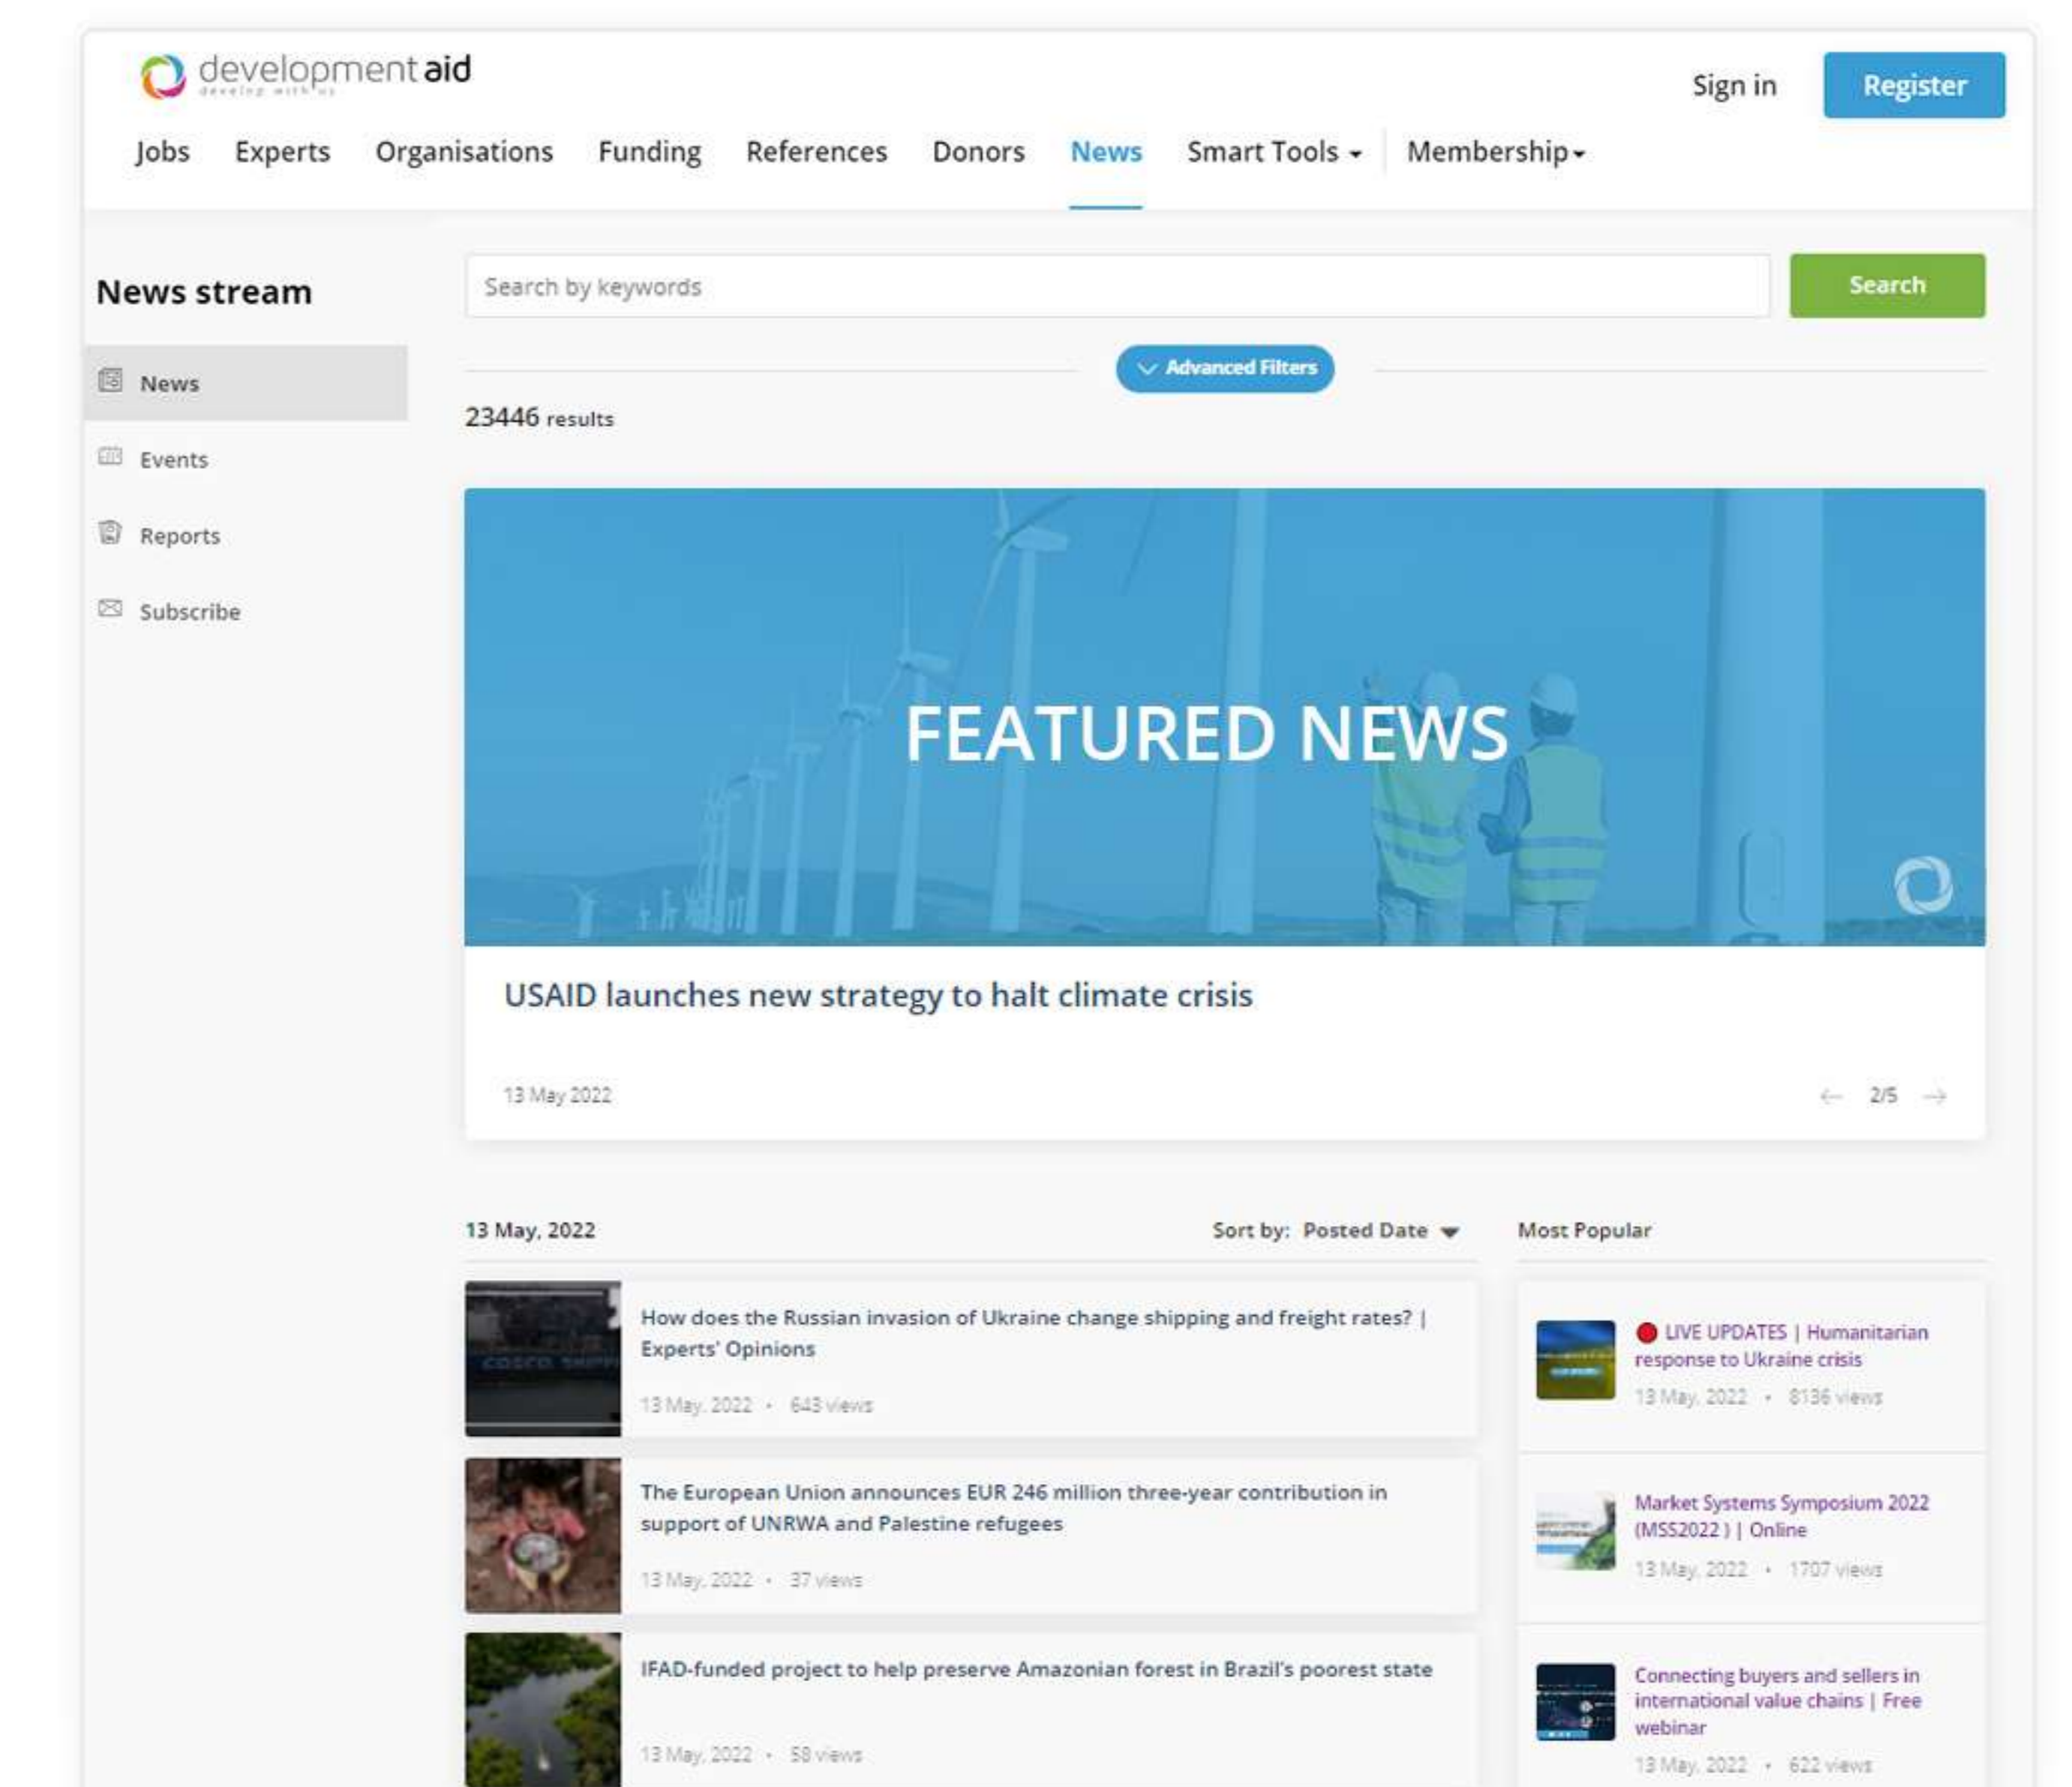 development aid
develop with us
Sign in
Register
Jobs
Experts
Organisations
Funding
References
Donors
News
Smart Tools
Membership
News stream
News
Events
Reports
Subscribe
Search by keywords
Search
Advanced Filters
23446 results
FEATURED NEWS
USAID launches new strategy to halt climate crisis
13 May 2022
← 2/5 →
13 May, 2022
Sort by: Posted Date
How does the Russian invasion of Ukraine change shipping and freight rates? |
Experts' Opinions
13 May, 2022 • 643 views
COSCO SHIPP
The European Union announces EUR 246 million three-year contribution in
support of UNRWA and Palestine refugees
13 May, 2022 • 37 views
IFAD-funded project to help preserve Amazonian forest in Brazil's poorest state
13 May, 2022 • 58 views
Most Popular
LIVE UPDATES | Humanitarian
response to Ukraine crisis
13 May, 2022 • 8136 views
Market Systems Symposium 2022
(MSS2022 ) | Online
13 May, 2022 • 1707 views
Connecting buyers and sellers in
international value chains | Free
webinar
13 May, 2022 • 622 views